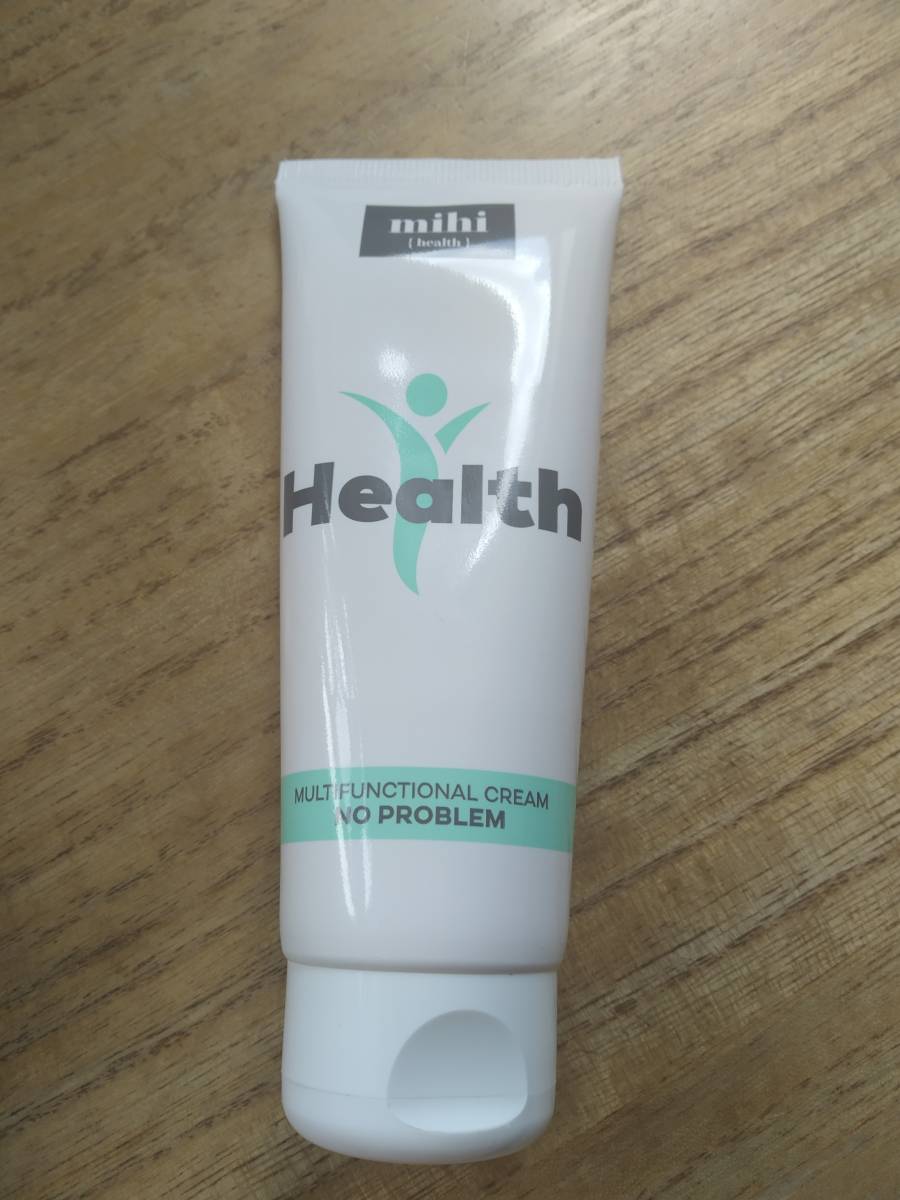 mihi
{ health }
Health
MULTIFUNCTIONAL CREAM
NO PROBLEM